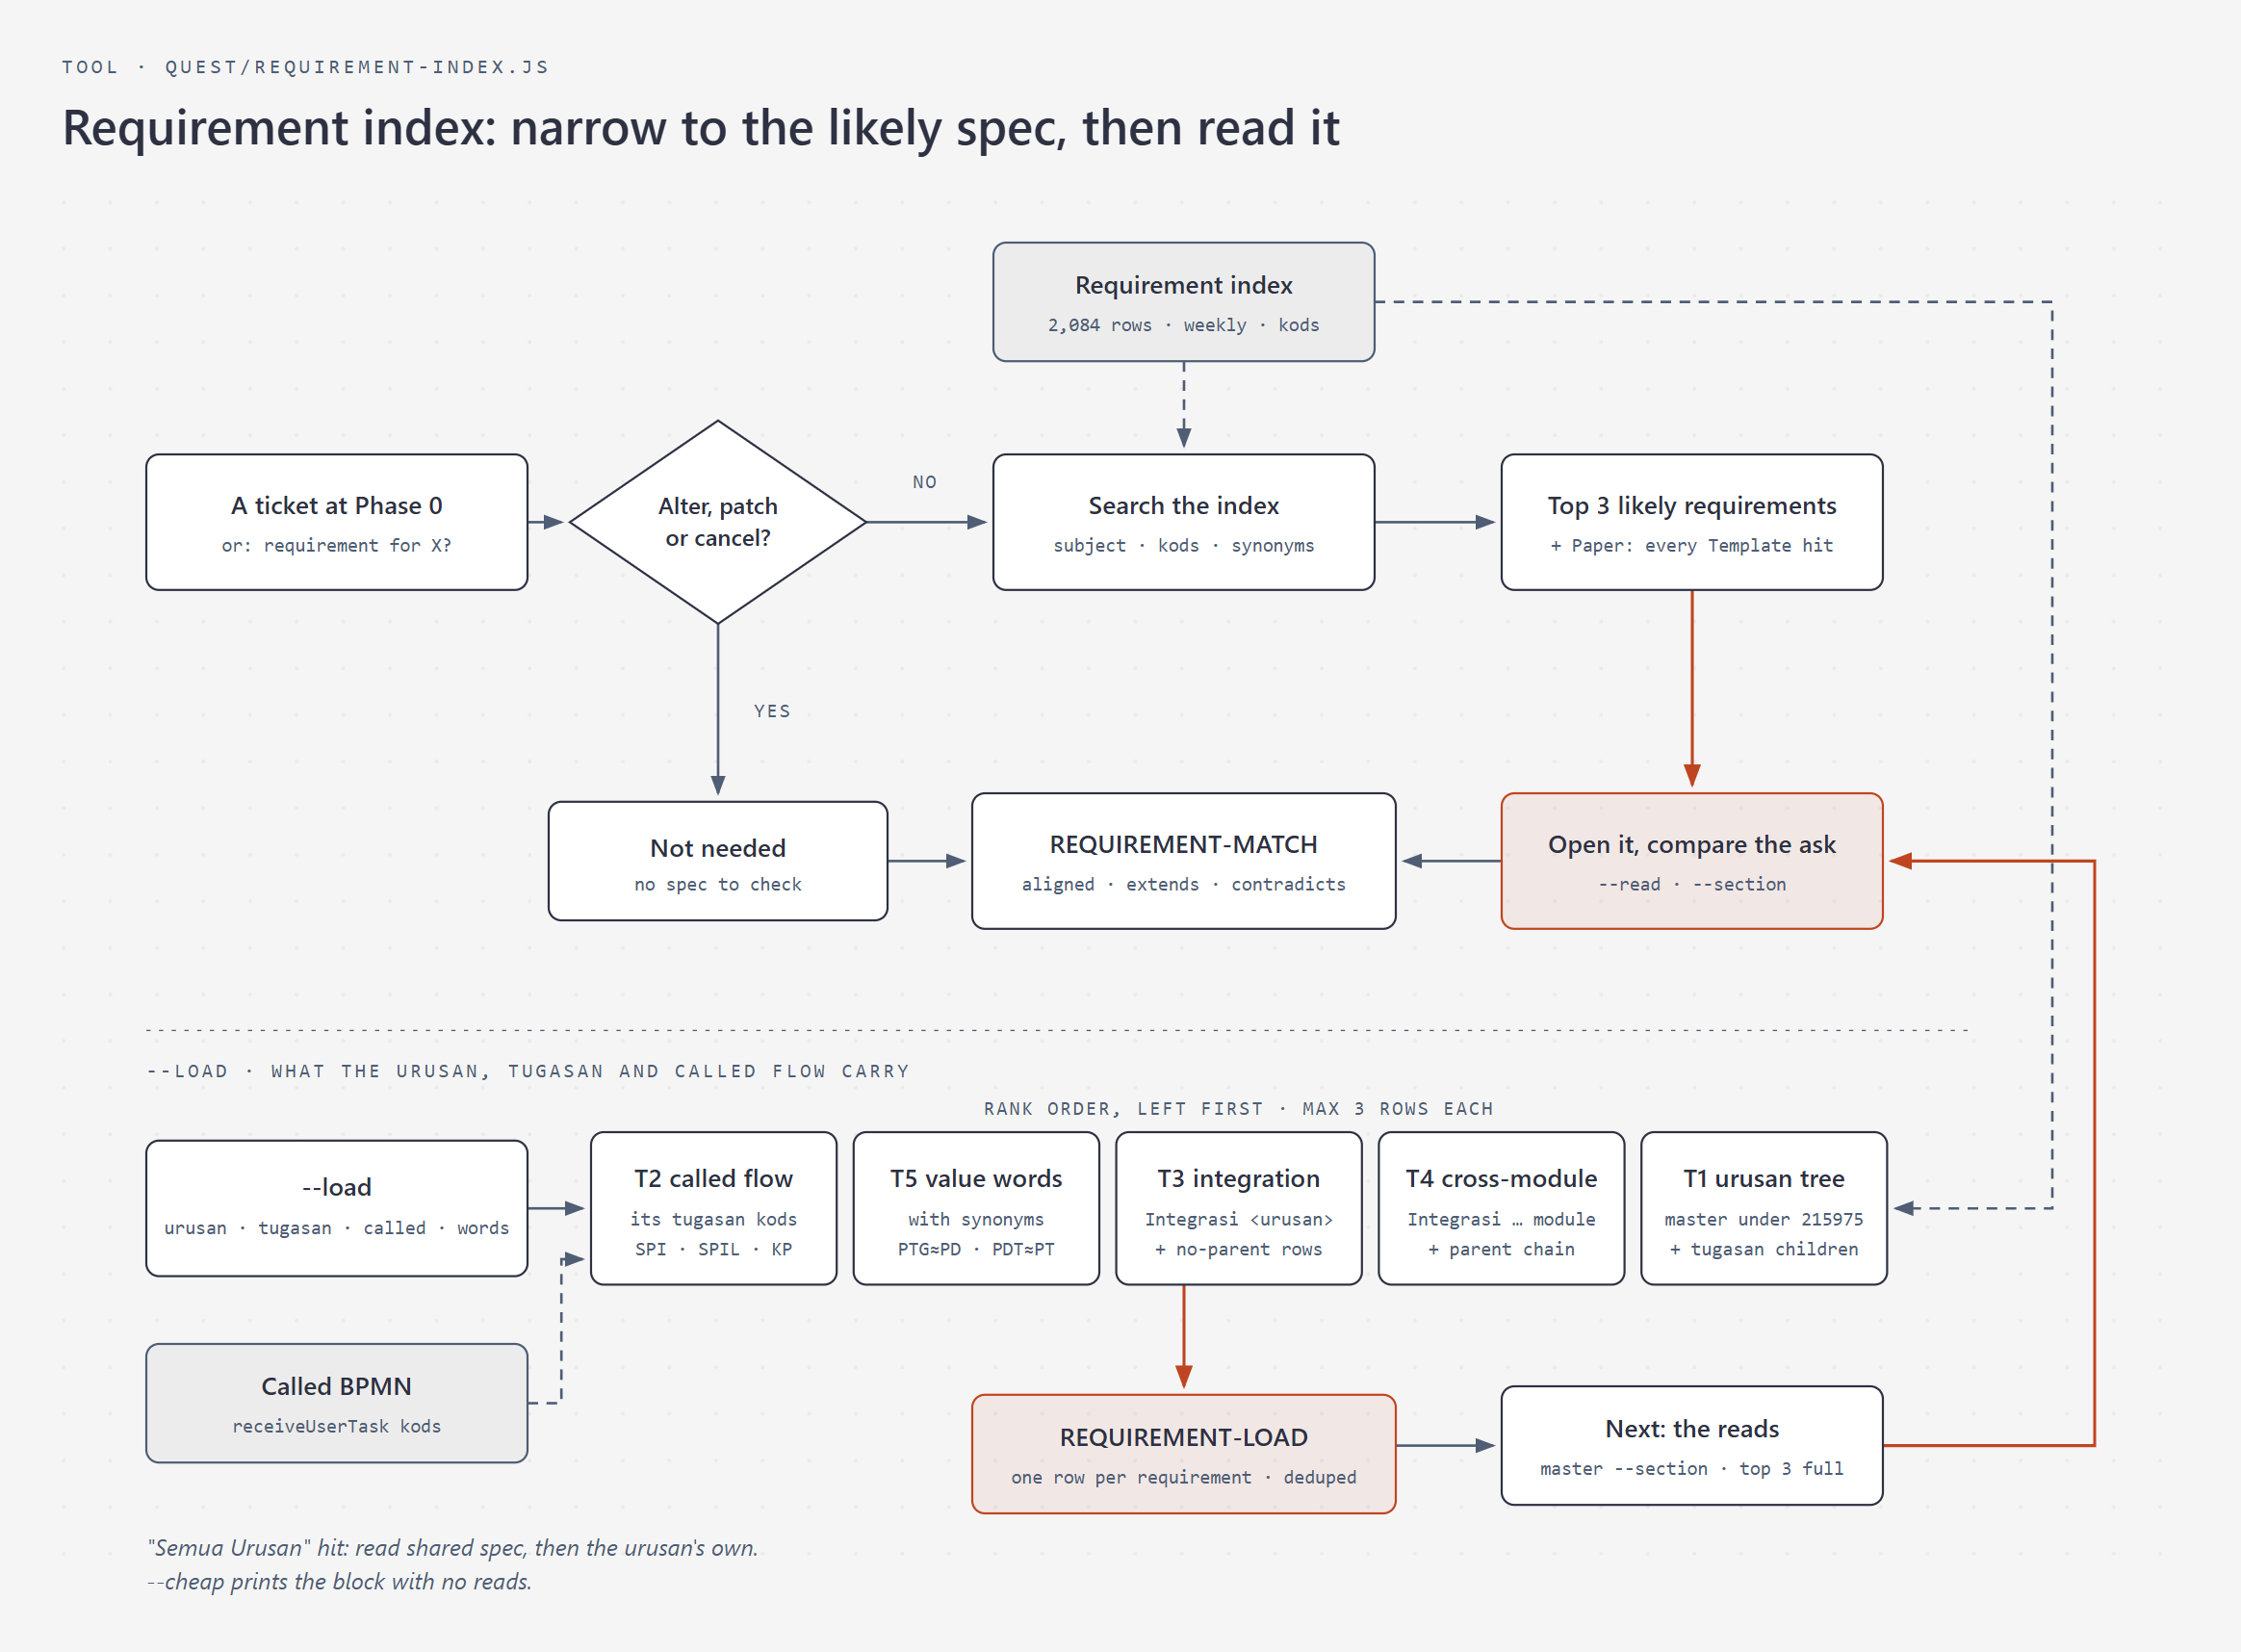 TOOL · QUEST/REQUIREMENT-INDEX.JS
Requirement index: narrow to the likely spec, then read it
Requirement index
2,084 rows · weekly · kods
A ticket at Phase 0
or: requirement for X?
Alter, patch
or cancel?
NO
Search the index
subject · kods · synonyms
Top 3 likely requirements
+ Paper: every Template hit
YES
Not needed
no spec to check
REQUIREMENT-MATCH
aligned · extends · contradicts
Open it, compare the ask
--read · --section
--LOAD · WHAT THE URUSAN, TUGASAN AND CALLED FLOW CARRY
RANK ORDER, LEFT FIRST · MAX 3 ROWS EACH
--load
urusan · tugasan · called · words
T2 called flow
its tugasan kods
SPI · SPIL · KP
T5 value words
with synonyms
PTG≈PD · PDT≈PT
T3 integration
Integrasi <urusan>
+ no-parent rows
T4 cross-module
Integrasi … module
+ parent chain
T1 urusan tree
master under 215975
+ tugasan children
Called BPMN
receiveUserTask kods
REQUIREMENT-LOAD
one row per requirement · deduped
Next: the reads
master --section · top 3 full
"Semua Urusan" hit: read shared spec, then the urusan's own.
--cheap prints the block with no reads.